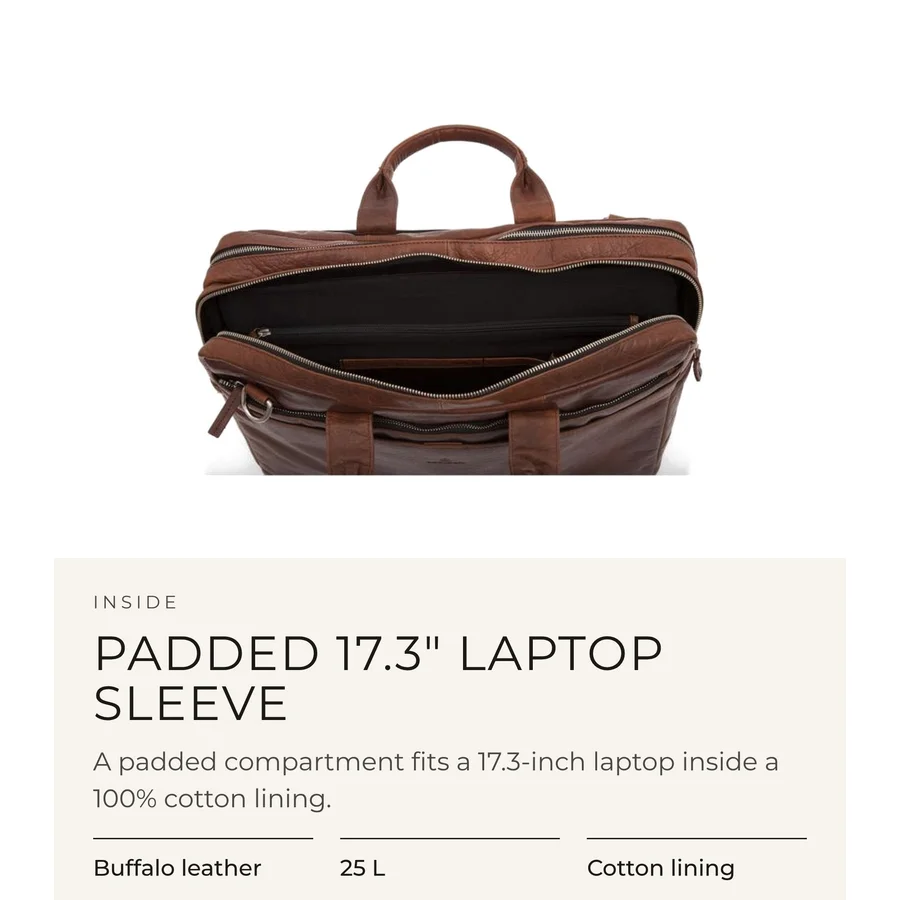 INSIDE
PADDED 17.3" LAPTOP
SLEEVE
A padded compartment fits a 17.3-inch laptop inside a
100% cotton lining.
Buffalo leather
25 L
Cotton lining